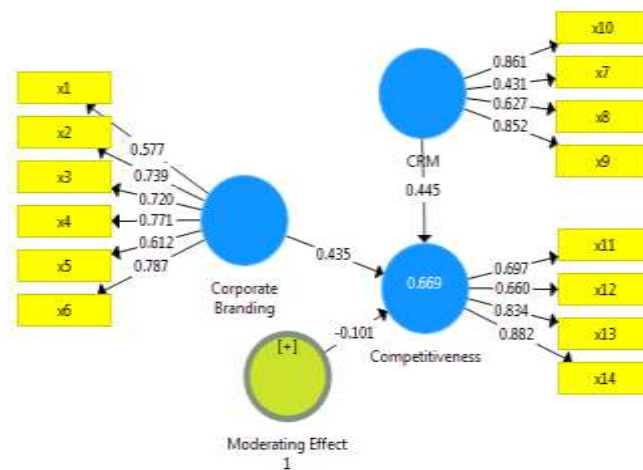 x1
x2
x3
x4
x5
x6
0.577
0.739
0.720
0.771
0.612
0.787
Corporate
Branding
0.435
x10
x7
x8
x9
0.861
0.431
0.627
0.852
CRM
0.445
0.669
Competitiveness
0.697
0.660
0.834
0.882
x11
x12
x13
x14
-0.101
[+]
Moderating Effect
1